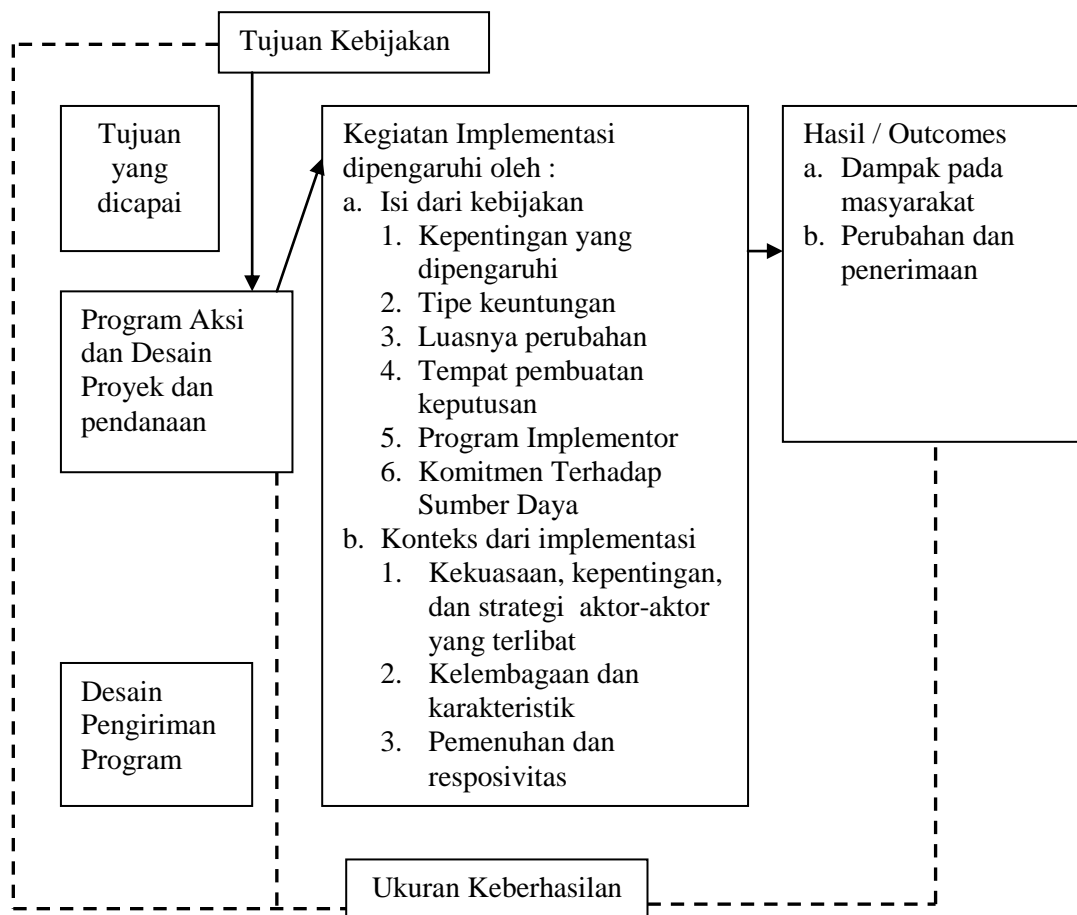 Tujuan Kebijakan
Tujuan
yang
dicapai
Program Aksi
dan Desain
Proyek dan
pendanaan
Desain
Pengiriman
Program
Kegiatan Implementasi
dipengaruhi oleh :
a. Isi dari kebijakan
1. Kepentingan yang
dipengaruhi
2. Tipe keuntungan
3. Luasnya perubahan
4. Tempat pembuatan
keputusan
5. Program Implementor
6. Komitmen Terhadap
Sumber Daya
b. Konteks dari implementasi
1. Kekuasaan, kepentingan,
dan strategi aktor-aktor
yang terlibat
2. Kelembagaan dan
karakteristik
3. Pemenuhan dan
resposivitas
Hasil / Outcomes
a. Dampak pada
masyarakat
b. Perubahan dan
penerimaan
Ukuran Keberhasilan